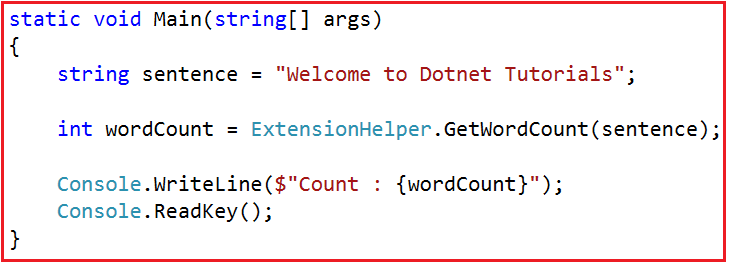 static void Main(string[] args)
{
    string sentence = "Welcome to Dotnet Tutorials";
    int wordCount = ExtensionHelper.GetWordCount(sentence);
    Console.WriteLine($"Count : {wordCount}");
    Console.ReadKey();
}